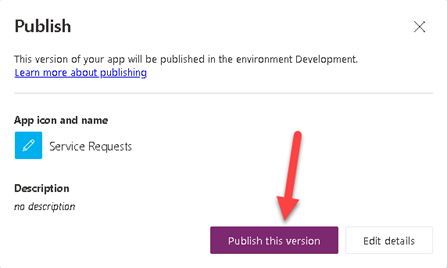 Publish
This version of your app will be published in the environment Development.
Learn more about publishing
App icon and name
Service Requests
Description
no description
Publish this version
Edit details